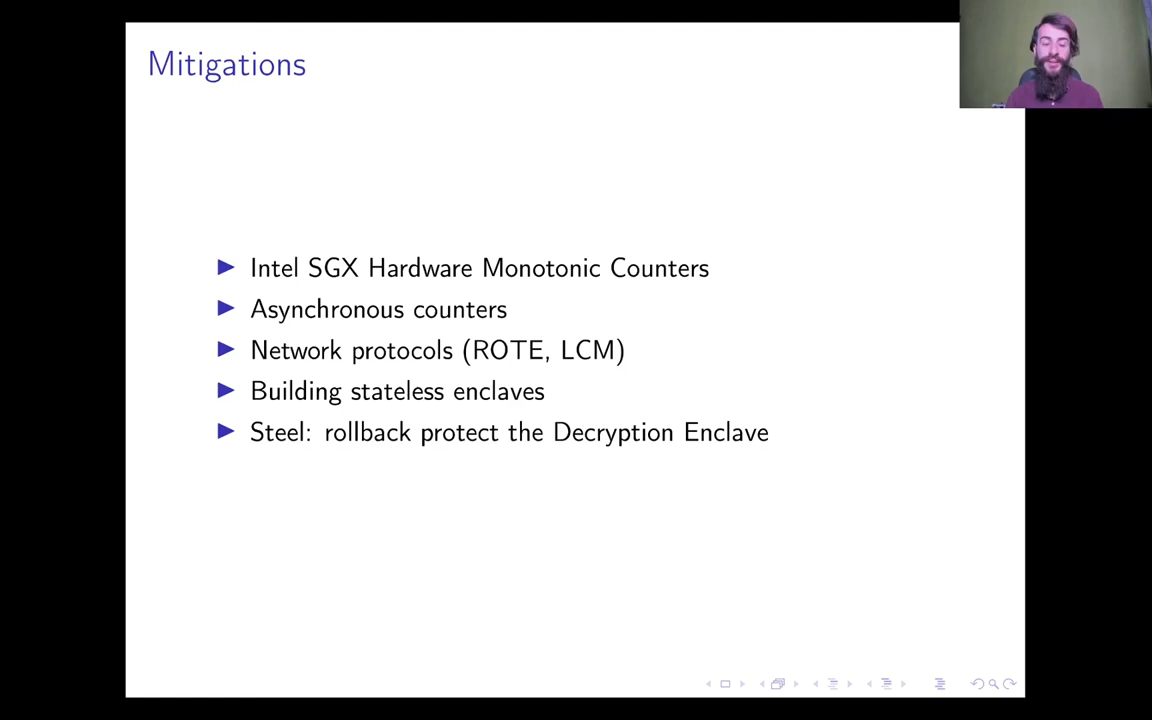 Mitigations
Intel SGX Hardware Monotonic Counters
Asynchronous counters
Network protocols (ROTE, LCM)
Building stateless enclaves
Steel: rollback protect the Decryption Enclave